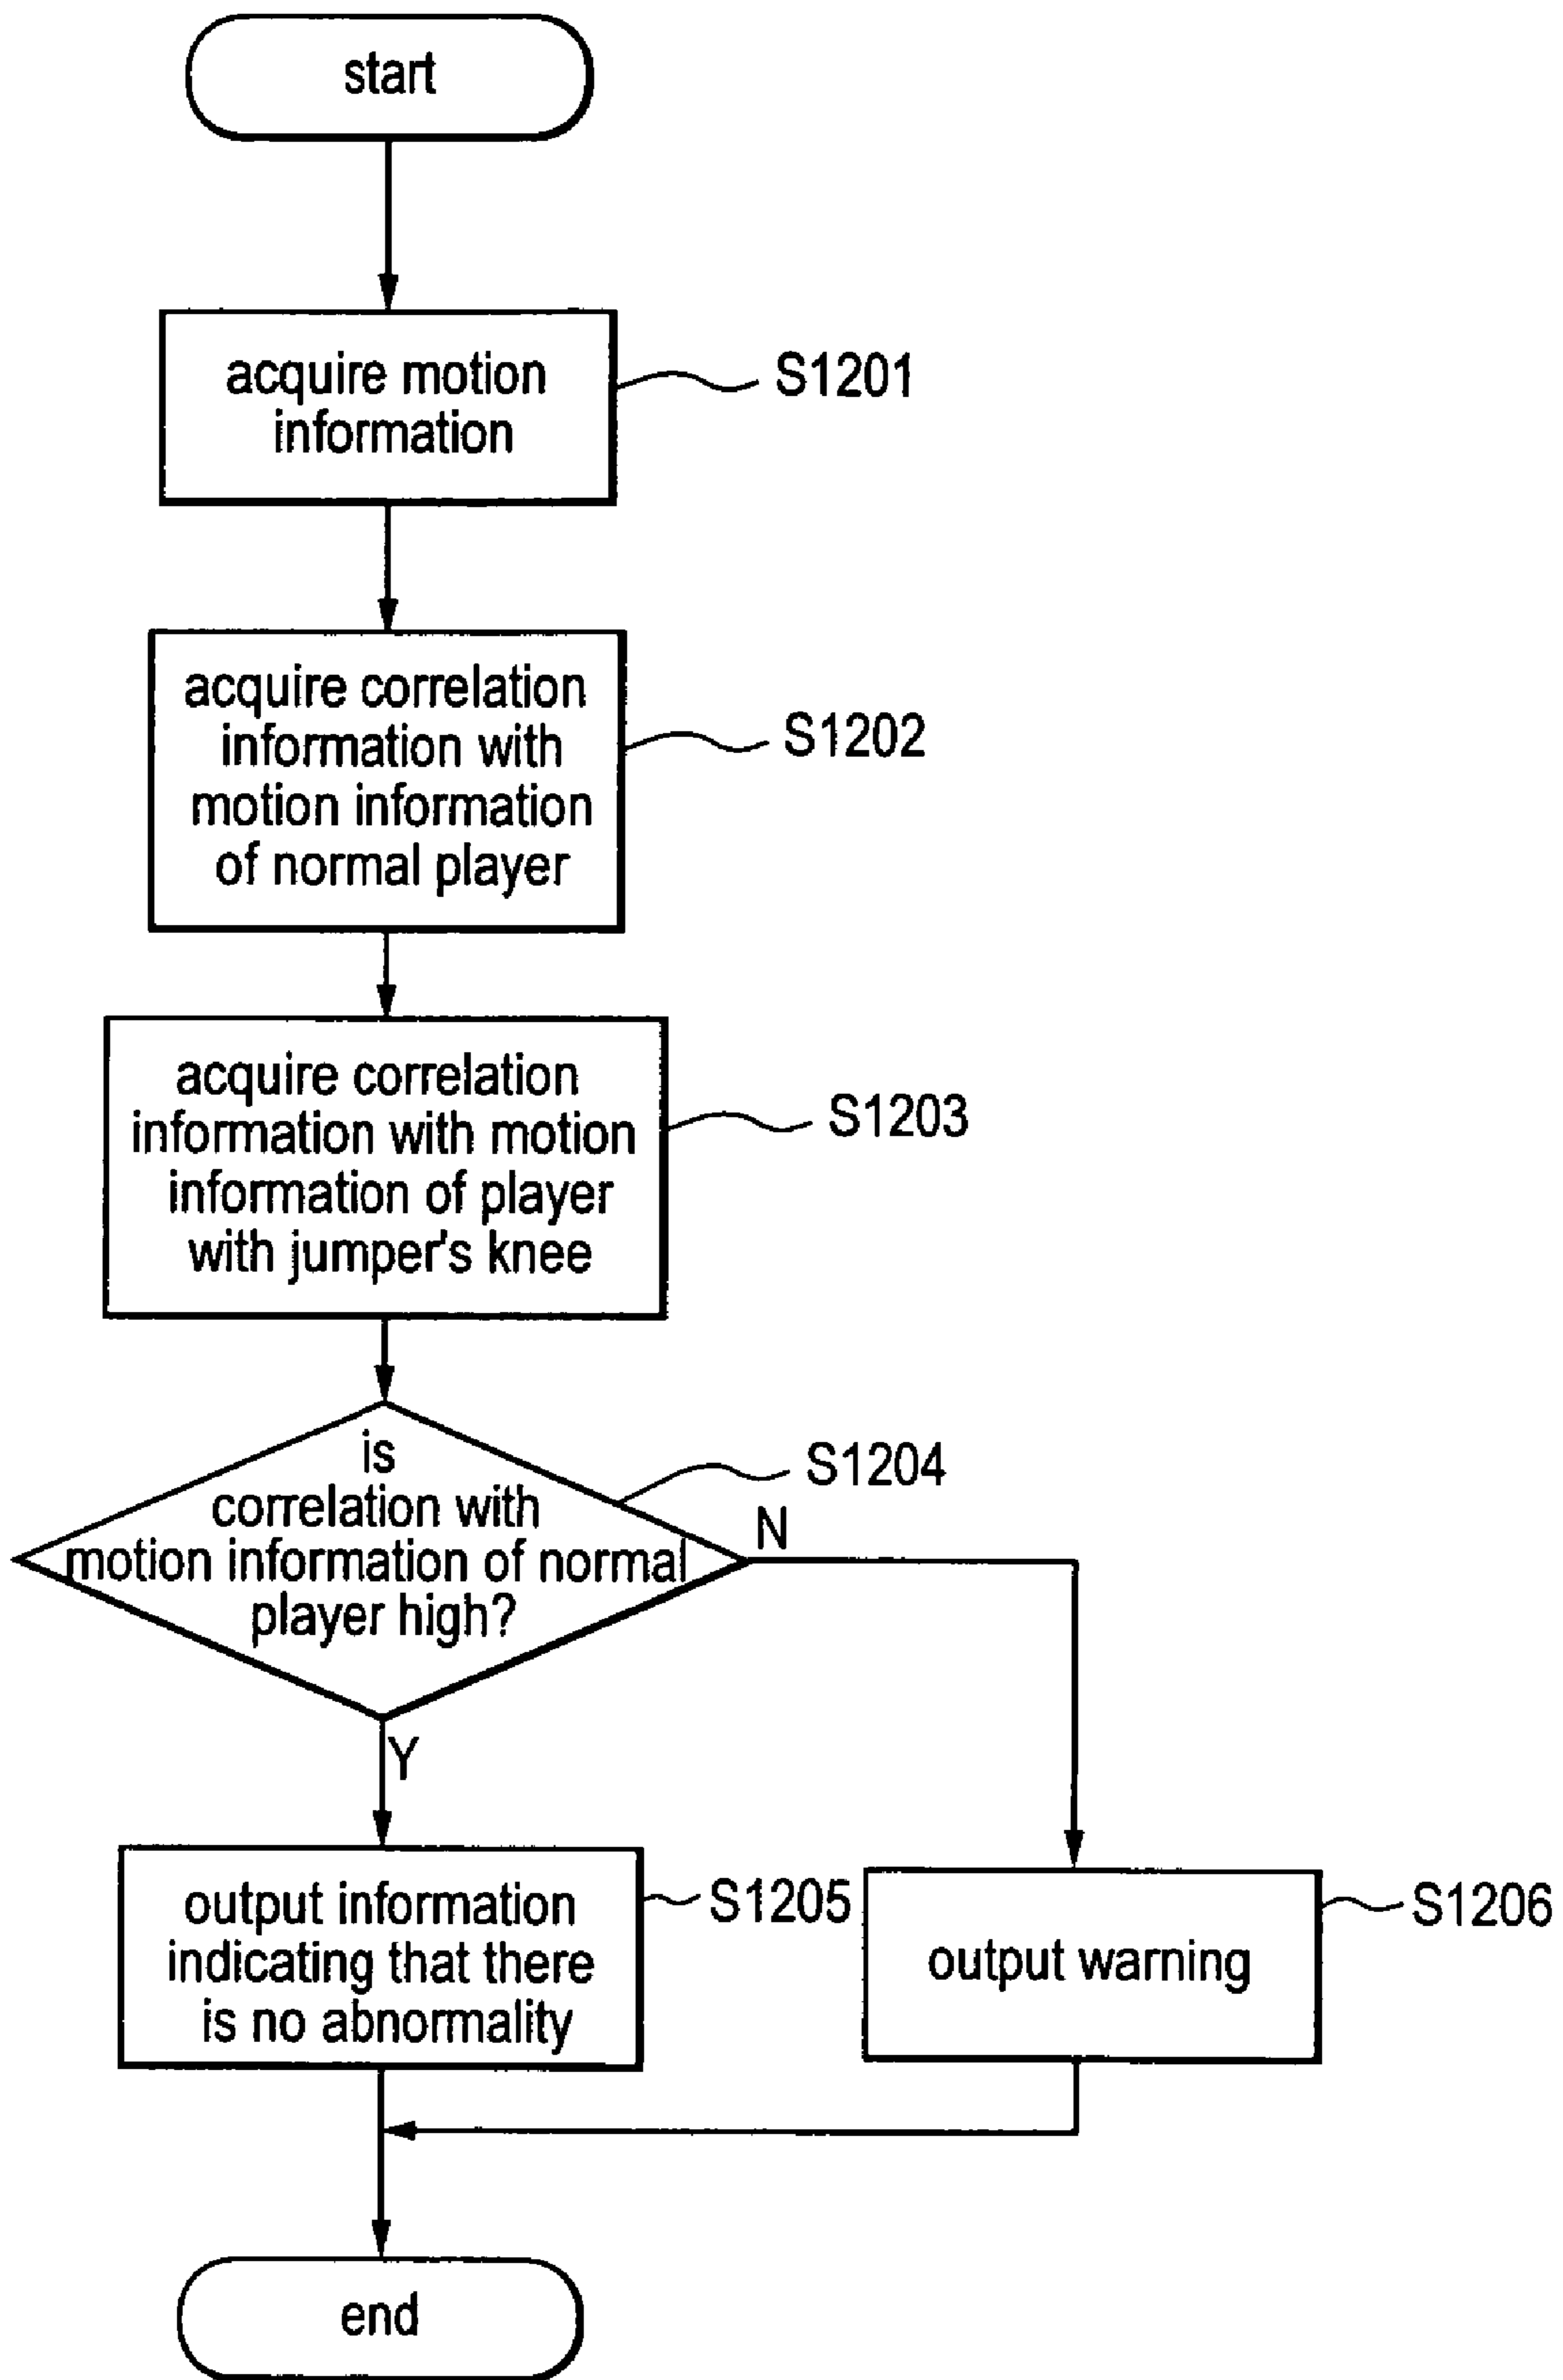 start
acquire motion
information
S1201
acquire correlation
information with
motion information
of normal player
S1202
acquire correlation
information with motion
information of player
with jumper's knee
S1203
is
correlation with
motion information of normal
player high?
S1204
N
Y
output information
indicating that there
is no abnormality
S1205
output warning
S1206
end